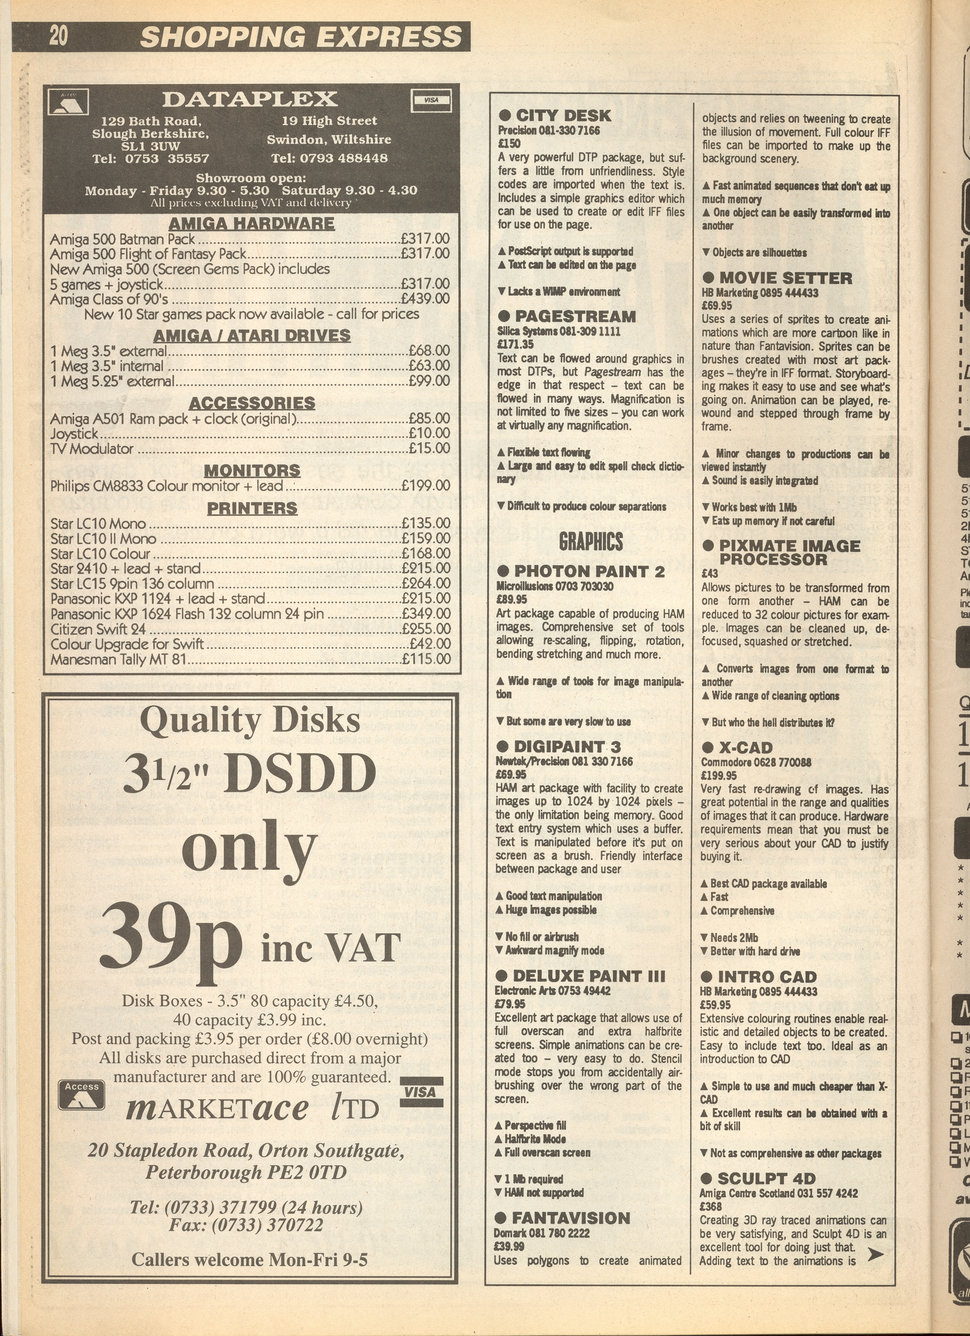 20
SHOPPING EXPRESS
DATAPLEX
VISA
129 Bath Road,
Slough Berkshire,
SL1 3UW
Tel: 0753 35557
19 High Street
Swindon, Wiltshire
Tel: 0793 488448
Showroom open:
Monday - Friday 9.30 - 5.30 Saturday 9.30 - 4.30
All prices excluding VAT and delivery
AMIGA HARDWARE
Amiga 500 Batman Pack £317.00
Amiga 500 Flight of Fantasy Pack £317.00
New Amiga 500 (Screen Gems Pack) includes
5 games + joystick £317.00
Amiga Class of 90's £439.00
New 10 Star games pack now available - call for prices
AMIGA / ATARI DRIVES
1 Meg 3.5" external £68.00
1 Meg 3.5" internal £63.00
1 Meg 5.25" external £99.00
ACCESSORIES
Amiga A501 Ram pack + clock (original) £85.00
Joystick £10.00
TV Modulator £15.00
MONITORS
Philips CM8833 Colour monitor + lead £199.00
PRINTERS
Star LC10 Mono £135.00
Star LC10 II Mono £159.00
Star LC10 Colour £168.00
Star 2410 + lead + stand £215.00
Star LC15 9pin 136 column £264.00
Panasonic KXP 1124 + lead + stand £215.00
Panasonic KXP 1624 Flash 132 column 24 pin £349.00
Citizen Swift 24 £255.00
Colour Upgrade for Swift £42.00
Manesman Tally MT 81 £115.00
Quality Disks
3½" DSDD
only
39p inc VAT
Disk Boxes - 3.5" 80 capacity £4.50,
40 capacity £3.99 inc.
Post and packing £3.95 per order (£8.00 overnight)
All disks are purchased direct from a major
manufacturer and are 100% guaranteed.
Access
mARKETace lTD
VISA
20 Stapledon Road, Orton Southgate,
Peterborough PE2 0TD
Tel: (0733) 371799 (24 hours)
Fax: (0733) 370722
Callers welcome Mon-Fri 9-5
● CITY DESK
Precision 081-330 7166
£150
A very powerful DTP package, but suf-
fers a little from unfriendliness. Style
codes are imported when the text is.
Includes a simple graphics editor which
can be used to create or edit IFF files
for use on the page.
▲ PostScript output is supported
▲ Text can be edited on the page
▼ Lacks a WIMP environment
● PAGESTREAM
Silica Systems 081-309 1111
£171.35
Text can be flowed around graphics in
most DTPs, but Pagestream has the
edge in that respect – text can be
flowed in many ways. Magnification is
not limited to five sizes – you can work
at virtually any magnification.
▲ Flexible text flowing
▲ Large and easy to edit spell check dictio-
nary
▼ Difficult to produce colour separations
GRAPHICS
● PHOTON PAINT 2
Microillusions 0703 703030
£89.95
Art package capable of producing HAM
images. Comprehensive set of tools
allowing re-scaling, flipping, rotation,
bending stretching and much more.
▲ Wide range of tools for image manipula-
tion
▼ But some are very slow to use
● DIGIPAINT 3
Newtek/Precision 081 330 7166
£69.95
HAM art package with facility to create
images up to 1024 by 1024 pixels –
the only limitation being memory. Good
text entry system which uses a buffer.
Text is manipulated before it's put on
screen as a brush. Friendly interface
between package and user
▲ Good text manipulation
▲ Huge images possible
▼ No fill or airbrush
▼ Awkward magnify mode
● DELUXE PAINT III
Electronic Arts 0753 49442
£79.95
Excellent art package that allows use of
full overscan and extra halfbrite
screens. Simple animations can be cre-
ated too – very easy to do. Stencil
mode stops you from accidentally air-
brushing over the wrong part of the
screen.
▲ Perspective fill
▲ Halfbrite Mode
▲ Full overscan screen
▼ 1 Mb required
▼ HAM not supported
● FANTAVISION
Domark 081 780 2222
£39.99
Uses polygons to create animated
objects and relies on tweening to create
the illusion of movement. Full colour IFF
files can be imported to make up the
background scenery.
▲ Fast animated sequences that don't eat up
much memory
▲ One object can be easily transformed into
another
▼ Objects are silhouettes
● MOVIE SETTER
HB Marketing 0895 444433
£69.95
Uses a series of sprites to create ani-
mations which are more cartoon like in
nature than Fantavision. Sprites can be
brushes created with most art pack-
ages – they're in IFF format. Storyboard-
ing makes it easy to use and see what's
going on. Animation can be played, re-
wound and stepped through frame by
frame.
▲ Minor changes to productions can be
viewed instantly
▲ Sound is easily integrated
▼ Works best with 1Mb
▼ Eats up memory if not careful
● PIXMATE IMAGE
PROCESSOR
£43
Allows pictures to be transformed from
one form another – HAM can be
reduced to 32 colour pictures for exam-
ple. Images can be cleaned up, de-
focused, squashed or stretched.
▲ Converts images from one format to
another
▲ Wide range of cleaning options
▼ But who the hell distributes it?
● X-CAD
Commodore 0628 770088
£199.95
Very fast re-drawing of images. Has
great potential in the range and qualities
of images that it can produce. Hardware
requirements mean that you must be
very serious about your CAD to justify
buying it.
▲ Best CAD package available
▲ Fast
▲ Comprehensive
▼ Needs 2Mb
▼ Better with hard drive
● INTRO CAD
HB Marketing 0895 444433
£59.95
Extensive colouring routines enable real-
istic and detailed objects to be created.
Easy to include text too. Ideal as an
introduction to CAD
▲ Simple to use and much cheaper than X-
CAD
▲ Excellent results can be obtained with a
bit of skill
▼ Not as comprehensive as other packages
● SCULPT 4D
Amiga Centre Scotland 031 557 4242
£368
Creating 3D ray traced animations can
be very satisfying, and Sculpt 4D is an
excellent tool for doing just that.
Adding text to the animations is ➤